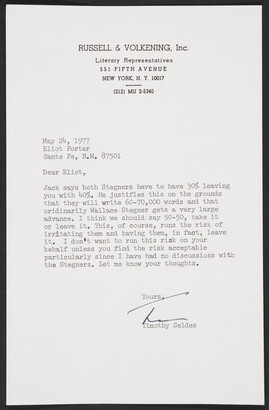 RUSSELL & VOLKENING, Inc.
Literary Representatives
551 FIFTH AVENUE
NEW YORK, N. Y. 10017
(212) MU 2-5340
May 24, 1977
Eliot Porter
Sante Fe, N.M. 87501
Dear Eliot,
Jack says both Stegners have to have 30% leaving
you with 40%. He justifies this on the grounds
that they will write 60-70,000 words and that
oridinarily Wallace Stegner gets a very large
advance. I think we should say 50-50, take it
or leave it. This, of course, runs the risk of
irritating them and having them, in fact, leave
it. I don't want to run this risk on your
behalf unless you find the risk acceptable
particularly since I have had no discussions with
the Stegners. Let me know your thoughts.
Yours,
Timothy Seldes